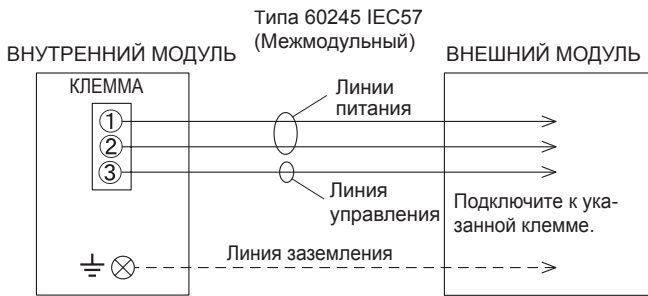 Типа 60245 IEC57
(Межмодульный)
ВНУТРЕННИЙ МОДУЛЬ
ВНЕШНИЙ МОДУЛЬ
КЛЕММА
Линии
питания
1
2
3
Линия
управления
Подключите к ука-
занной клемме.
Линия заземления